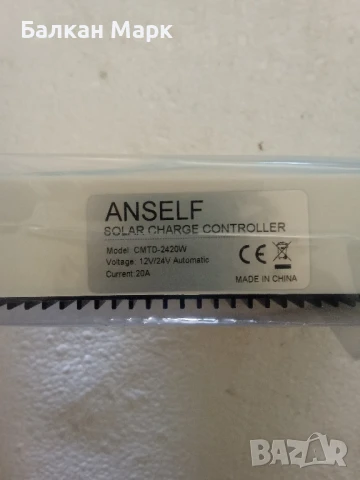 Балкан Марк
ANSELF
SOLAR CHARGE CONTROLLER
Model: CMTD-2420W
Voltage: 12V/24V Automatic
Current:20A
CE
MADE IN CHINA
BAZAR